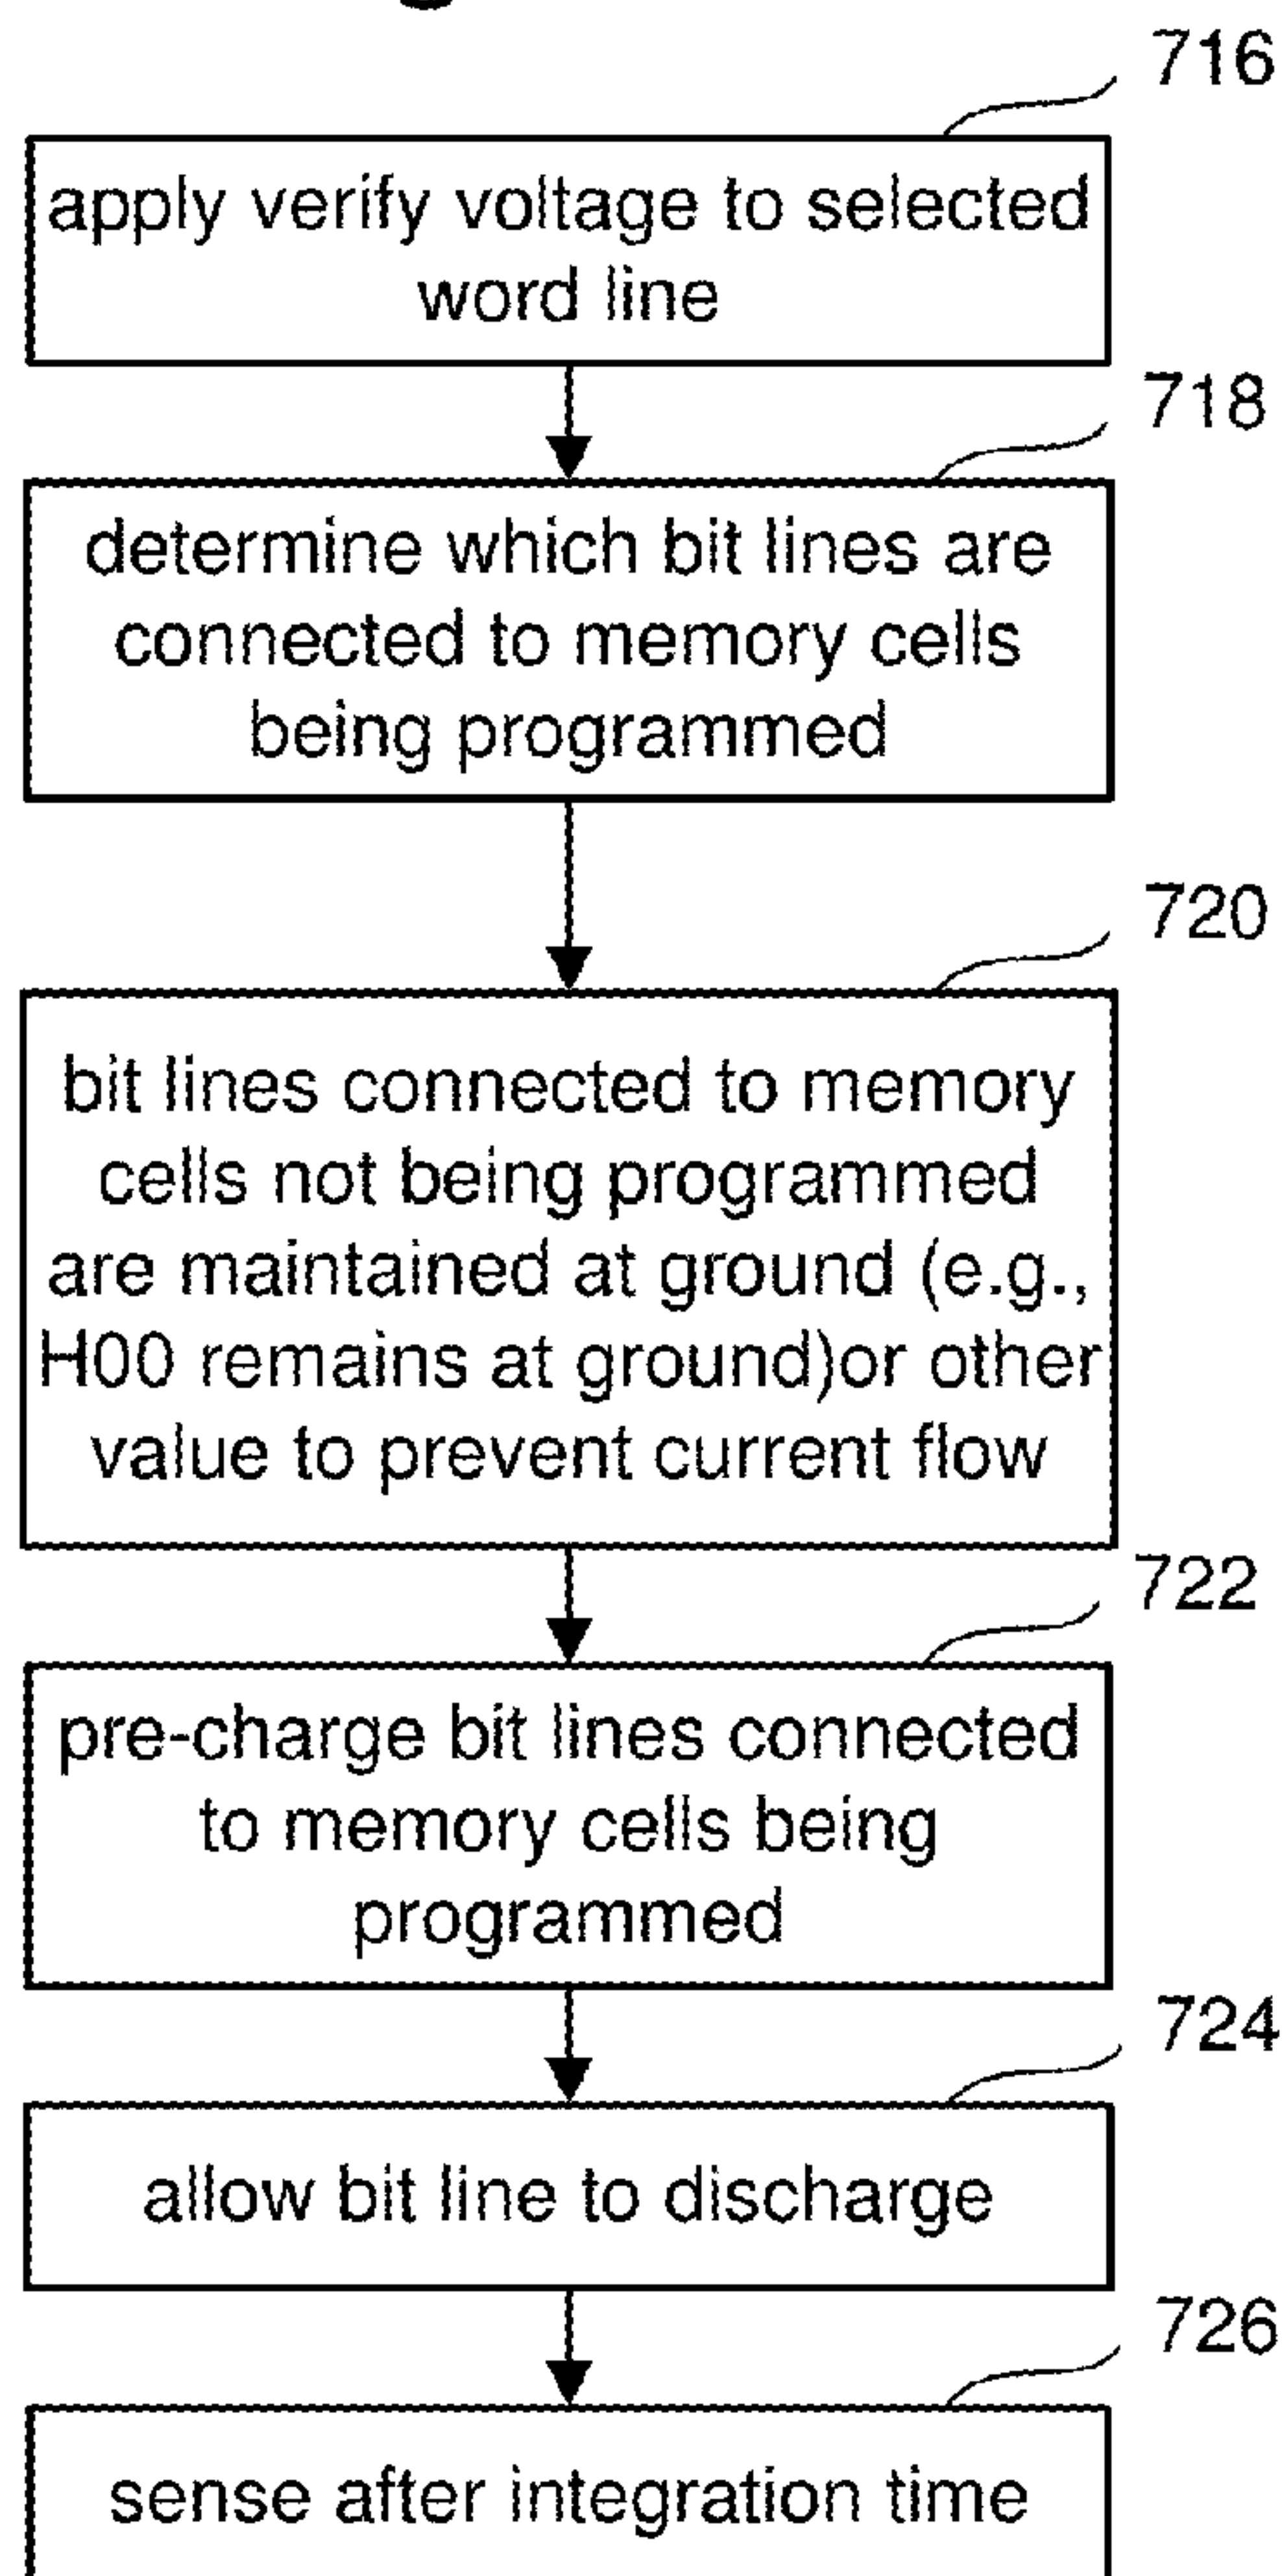 716
apply verify voltage to selected
word line
718
determine which bit lines are
connected to memory cells
being programmed
720
bit lines connected to memory
cells not being programmed
are maintained at ground (e.g.,
H00 remains at ground)or other
value to prevent current flow
722
pre-charge bit lines connected
to memory cells being
programmed
724
allow bit line to discharge
726
sense after integration time